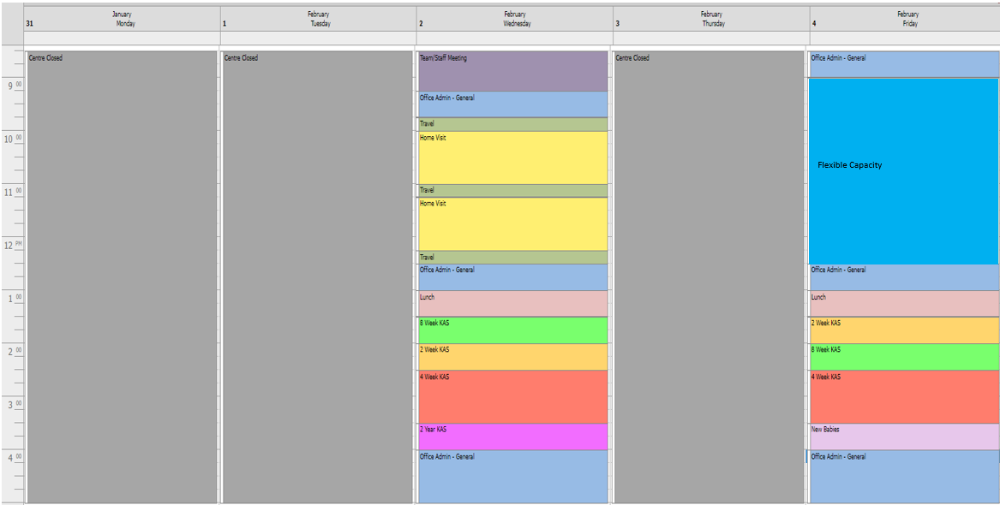 January February February February February
31 Monday 1 Tuesday 2 Wednesday 3 Thursday 4 Friday
Centre Closed Centre Closed Team/Staff Meeting Centre Closed Office Admin - General
9 00
Office Admin - General
Travel
10 00 Home Visit
Flexible Capacity
11 00 Travel
Home Visit
12 PM
Travel
Office Admin - General Office Admin - General
1 00 Lunch Lunch
8 Week KAS 2 Week KAS
2 00 2 Week KAS 8 Week KAS
4 Week KAS 4 Week KAS
3 00
2 Year KAS New Babies
4 00 Office Admin - General Office Admin - General